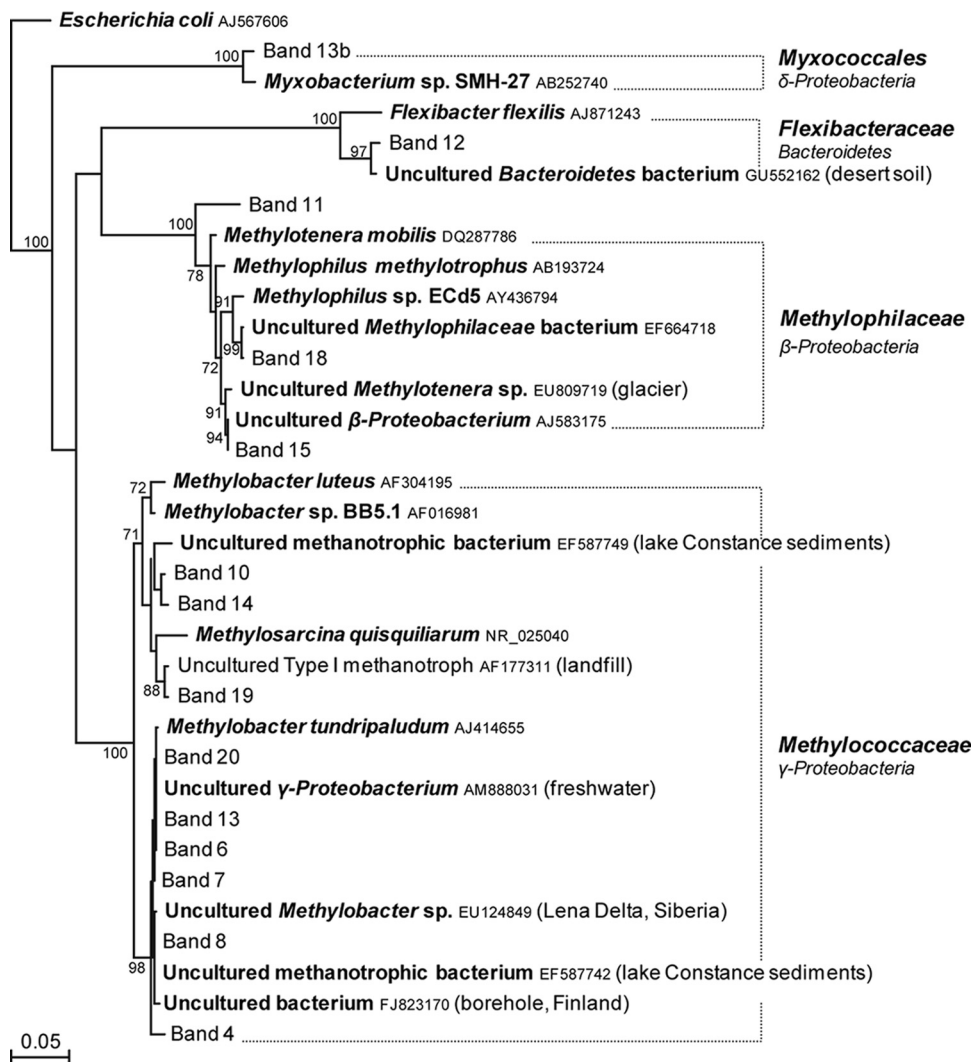 Escherichia coli AJ567606
Band 13b
Myxobacterium sp. SMH-27 AB252740
Flexibacter flexilis AJ871243
Band 12
Uncultured Bacteroidetes bacterium GU552162 (desert soil)
Band 11
Methylotenera mobilis DQ287786
Methylophilus methylotrophus AB193724
Methylophilus sp. ECd5 AY436794
Uncultured Methylophilaceae bacterium EF664718
Band 18
Uncultured Methylotenera sp. EU809719 (glacier)
Uncultured β-Proteobacterium AJ583175
Band 15
Methylobacter luteus AF304195
Methylobacter sp. BB5.1 AF016981
Uncultured methanotrophic bacterium EF587749 (lake Constance sediments)
Band 10
Band 14
Methylosarcina quisquiliarum NR_025040
Uncultured Type I methanotroph AF177311 (landfill)
Band 19
Methylobacter tundripaludum AJ414655
Band 20
Uncultured γ-Proteobacterium AM888031 (freshwater)
Band 13
Band 6
Band 7
Uncultured Methylobacter sp. EU124849 (Lena Delta, Siberia)
Band 8
Uncultured methanotrophic bacterium EF587742 (lake Constance sediments)
Uncultured bacterium FJ823170 (borehole, Finland)
Band 4
Myxococcales
δ-Proteobacteria
Flexibacteraceae
Bacteroidetes
Methylophilaceae
β-Proteobacteria
Methylococcaceae
γ-Proteobacteria
100
100
97
100
100
78
91
99
72
91
94
72
71
88
100
98
0.05